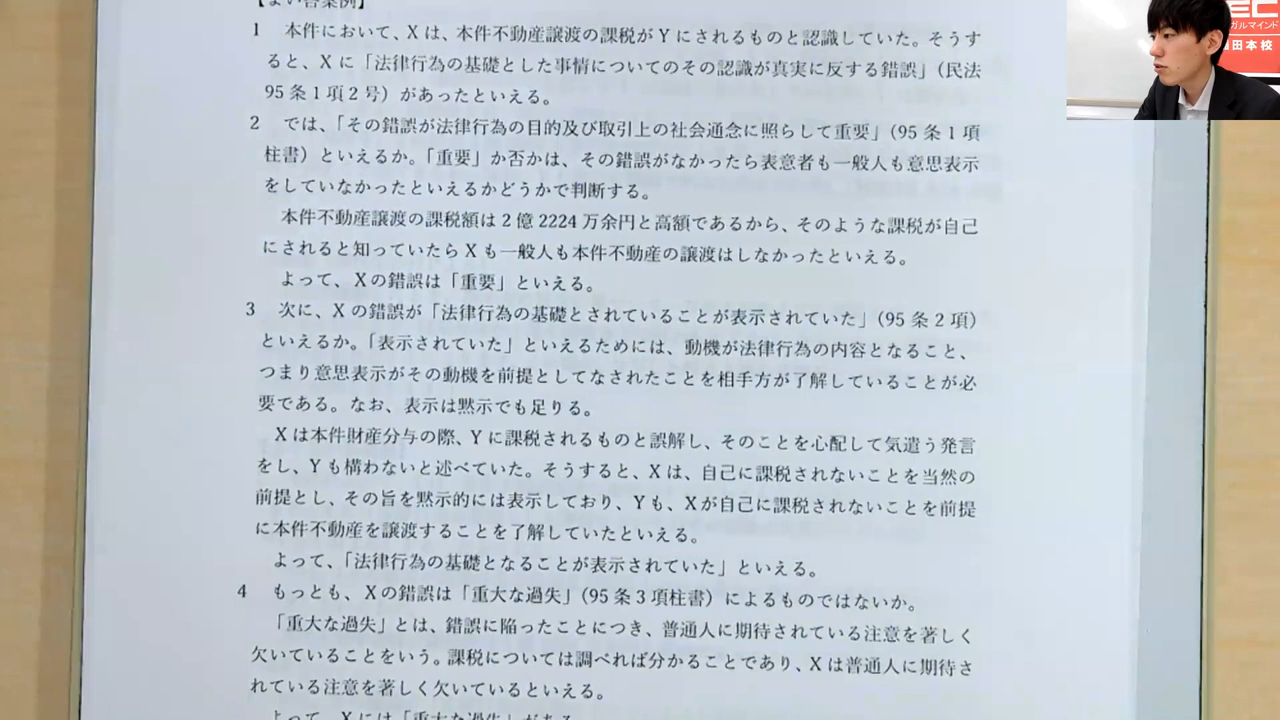 【よい答案例】
1 本件において、Xは、本件不動産譲渡の課税がYにされるものと認識していた。そうす
ると、Xに「法律行為の基礎とした事情についてのその認識が真実に反する錯誤」（民法
95条1項2号）があったといえる。
2 では、「その錯誤が法律行為の目的及び取引上の社会通念に照らして重要」（95条1項
柱書）といえるか。「重要」か否かは、その錯誤がなかったら表意者も一般人も意思表示
をしていなかったといえるかどうかで判断する。
本件不動産譲渡の課税額は2億2224万余円と高額であるから、そのような課税が自己
にされると知っていたらXも一般人も本件不動産の譲渡はしなかったといえる。
よって、Xの錯誤は「重要」といえる。
3 次に、Xの錯誤が「法律行為の基礎とされていることが表示されていた」（95条2項）
といえるか。「表示されていた」といえるためには、動機が法律行為の内容となること、
つまり意思表示がその動機を前提としてなされたことを相手方が了解していることが必
要である。なお、表示は黙示でも足りる。
Xは本件財産分与の際、Yに課税されるものと誤解し、そのことを心配して気遣う発言
をし、Yも構わないと述べていた。そうすると、Xは、自己に課税されないことを当然の
前提とし、その旨を黙示的には表示しており、Yも、Xが自己に課税されないことを前提
に本件不動産を譲渡することを了解していたといえる。
よって、「法律行為の基礎となることが表示されていた」といえる。
4 もっとも、Xの錯誤は「重大な過失」（95条3項柱書）によるものではないか。
「重大な過失」とは、錯誤に陥ったことにつき、普通人に期待されている注意を著しく
欠いていることをいう。課税については調べれば分かることであり、Xは普通人に期待さ
れている注意を著しく欠いているといえる。
よって、Xには「重大な過失」がある
ガルマインド
田本校